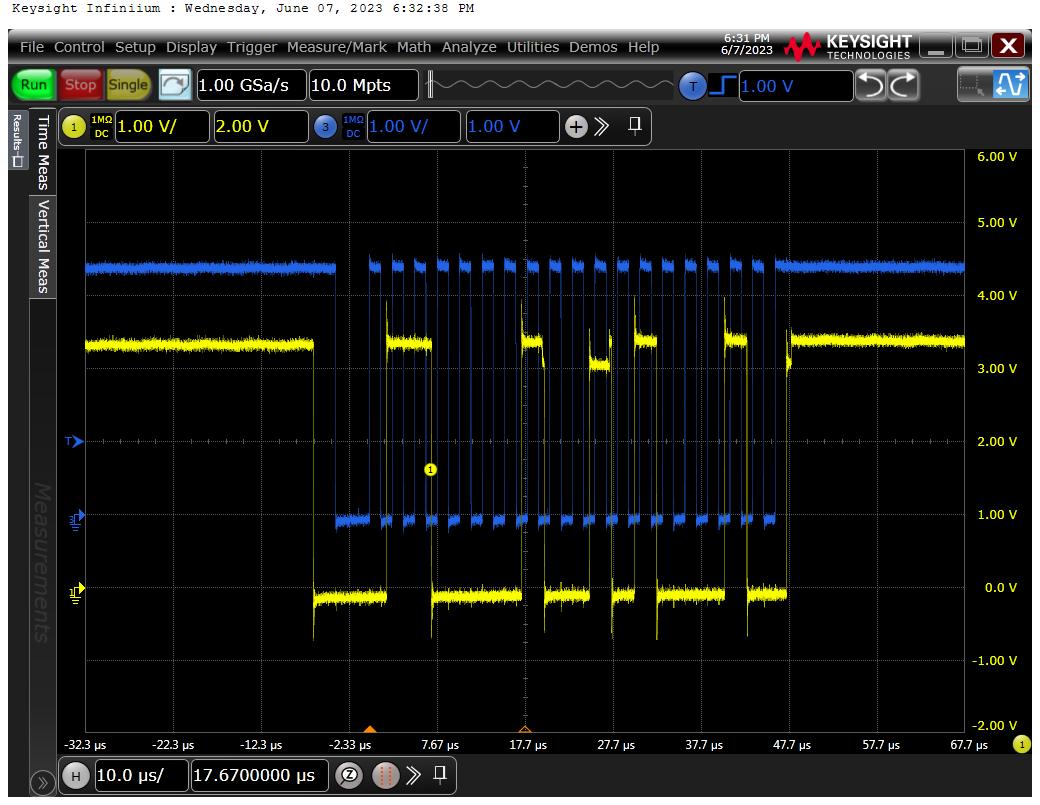 Keysight Infiniium : Wednesday, June 07, 2023 6:32:38 PM
File Control Setup Display Trigger Measure/Mark Math Analyze Utilities Demos Help
6:31 PM
6/7/2023
KEYSIGHT
TECHNOLOGIES
X
Run Stop Single 1.00 GSa/s 10.0 Mpts T 1.00 V
1 1MΩ DC 1.00 V/ 2.00 V 3 1MΩ DC 1.00 V/ 1.00 V
Results
Time Meas
Vertical Meas
Measurements
6.00 V
5.00 V
4.00 V
3.00 V
T 2.00 V
1
3 1.00 V
1 0.0 V
-1.00 V
-2.00 V
-32.3 µs -22.3 µs -12.3 µs -2.33 µs 7.67 µs 17.7 µs 27.7 µs 37.7 µs 47.7 µs 57.7 µs 67.7 µs 1
H 10.0 µs/ 17.6700000 µs Z